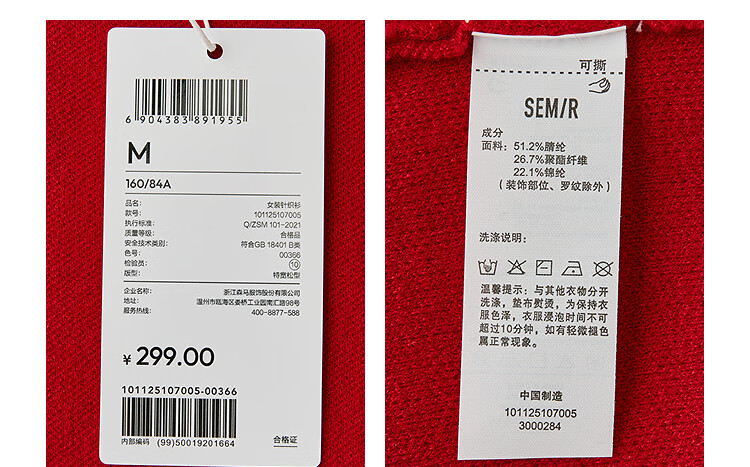 6 904383 891955
M
160/84A
品名: 女装针织衫
款号: 101125107005
执行标准: Q/ZSM 101-2021
质量等级: 合格品
安全技术类别: 符合GB 18401 B类
色号: 00366
检验员: 10
版型: 特宽松型
企业名称: 浙江森马服饰股份有限公司
地址: 温州市瓯海区娄桥工业园南汇路98号
服务热线: 400-8877-588
¥ 299.00
101125107005-00366
内部编码 (99)50019201664 合格证
可撕
SEM/R
成分
面料: 51.2%腈纶
26.7%聚酯纤维
22.1%锦纶
(装饰部位、罗纹除外)
洗涤说明:
温馨提示: 与其他衣物分开
洗涤, 垫布熨烫, 为保持衣
服色泽, 衣服浸泡时间不可
超过10分钟, 如有轻微褪色
属正常现象。
中国制造
101125107005
3000284